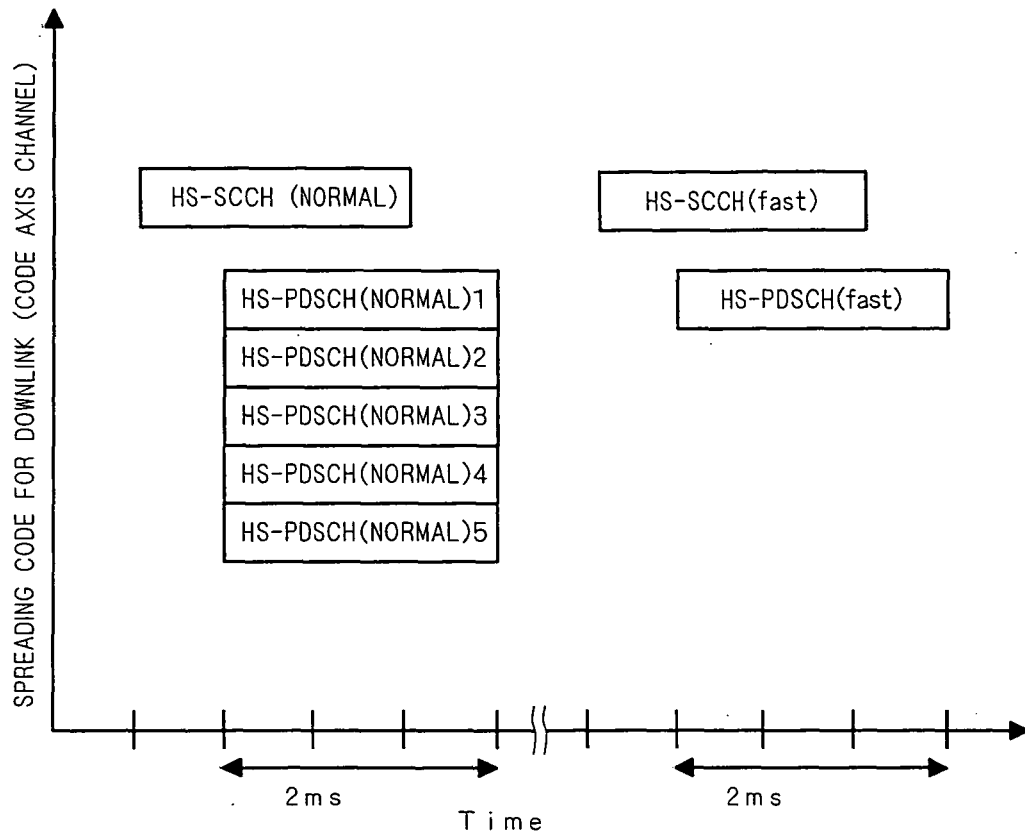 SPREADING CODE FOR DOWNLINK (CODE AXIS CHANNEL)
HS-SCCH (NORMAL)
HS-SCCH(fast)
HS-PDSCH(NORMAL)1
HS-PDSCH(fast)
HS-PDSCH(NORMAL)2
HS-PDSCH(NORMAL)3
HS-PDSCH(NORMAL)4
HS-PDSCH(NORMAL)5
2ms
2ms
Time